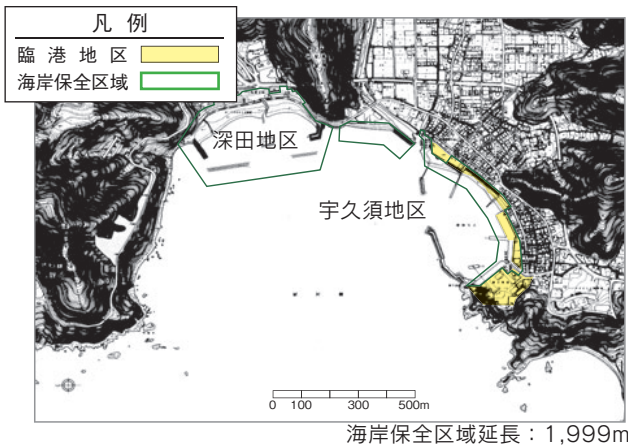 凡例
臨港地区
海岸保全区域
深田地区
宇久須地区
0 100 300 500m
海岸保全区域延長：1,999m